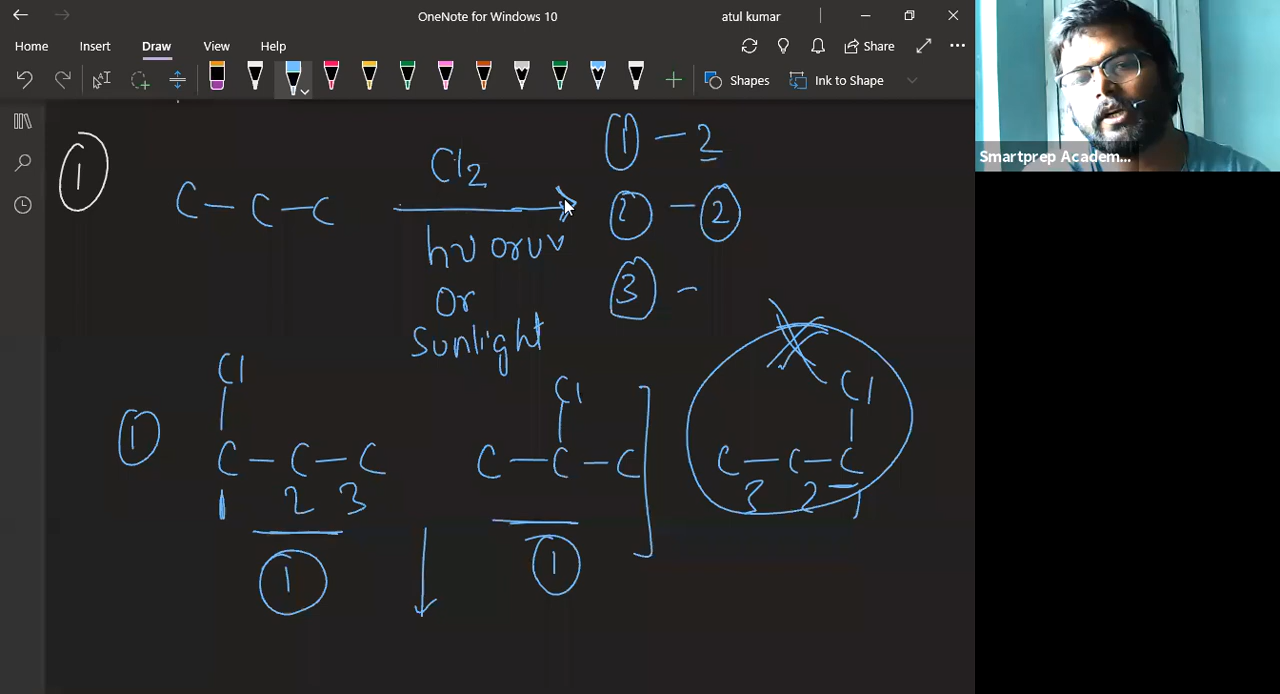 OneNote for Windows 10
atul kumar
Home Insert Draw View Help
Share
Shapes
Ink to Shape
Smartprep Academ...
1
C - C - C
Cl2
hν or uv
or
Sunlight
1 - 2
2 - 2
3 -
1
Cl
C - C - C
1 2 3
1
Cl
C - C - C
1
Cl
C - C - C
3 2 1